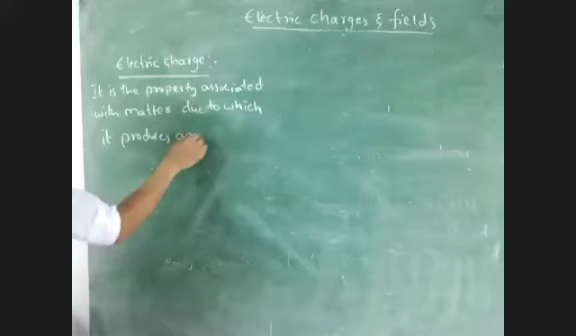 Electric charges & fields
Electric charge:-
It is the property associated
with matter due to which
it produces an